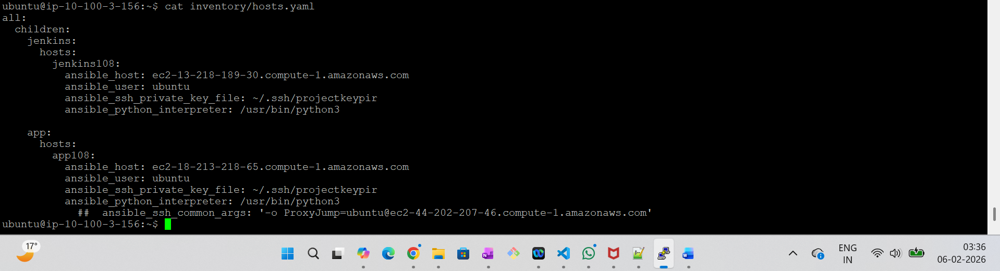 ubuntu@ip-10-100-3-156:~$ cat inventory/hosts.yaml
all:
  children:
    jenkins:
      hosts:
        jenkins108:
          ansible_host: ec2-13-218-189-30.compute-1.amazonaws.com
          ansible_user: ubuntu
          ansible_ssh_private_key_file: ~/.ssh/projectkeypir
          ansible_python_interpreter: /usr/bin/python3

    app:
      hosts:
        app108:
          ansible_host: ec2-18-213-218-65.compute-1.amazonaws.com
          ansible_user: ubuntu
          ansible_ssh_private_key_file: ~/.ssh/projectkeypir
          ansible_python_interpreter: /usr/bin/python3
            ##  ansible_ssh_common_args: '-o ProxyJump=ubuntu@ec2-44-202-207-46.compute-1.amazonaws.com'
ubuntu@ip-10-100-3-156:~$
17°
ENG
IN
03:36
06-02-2026